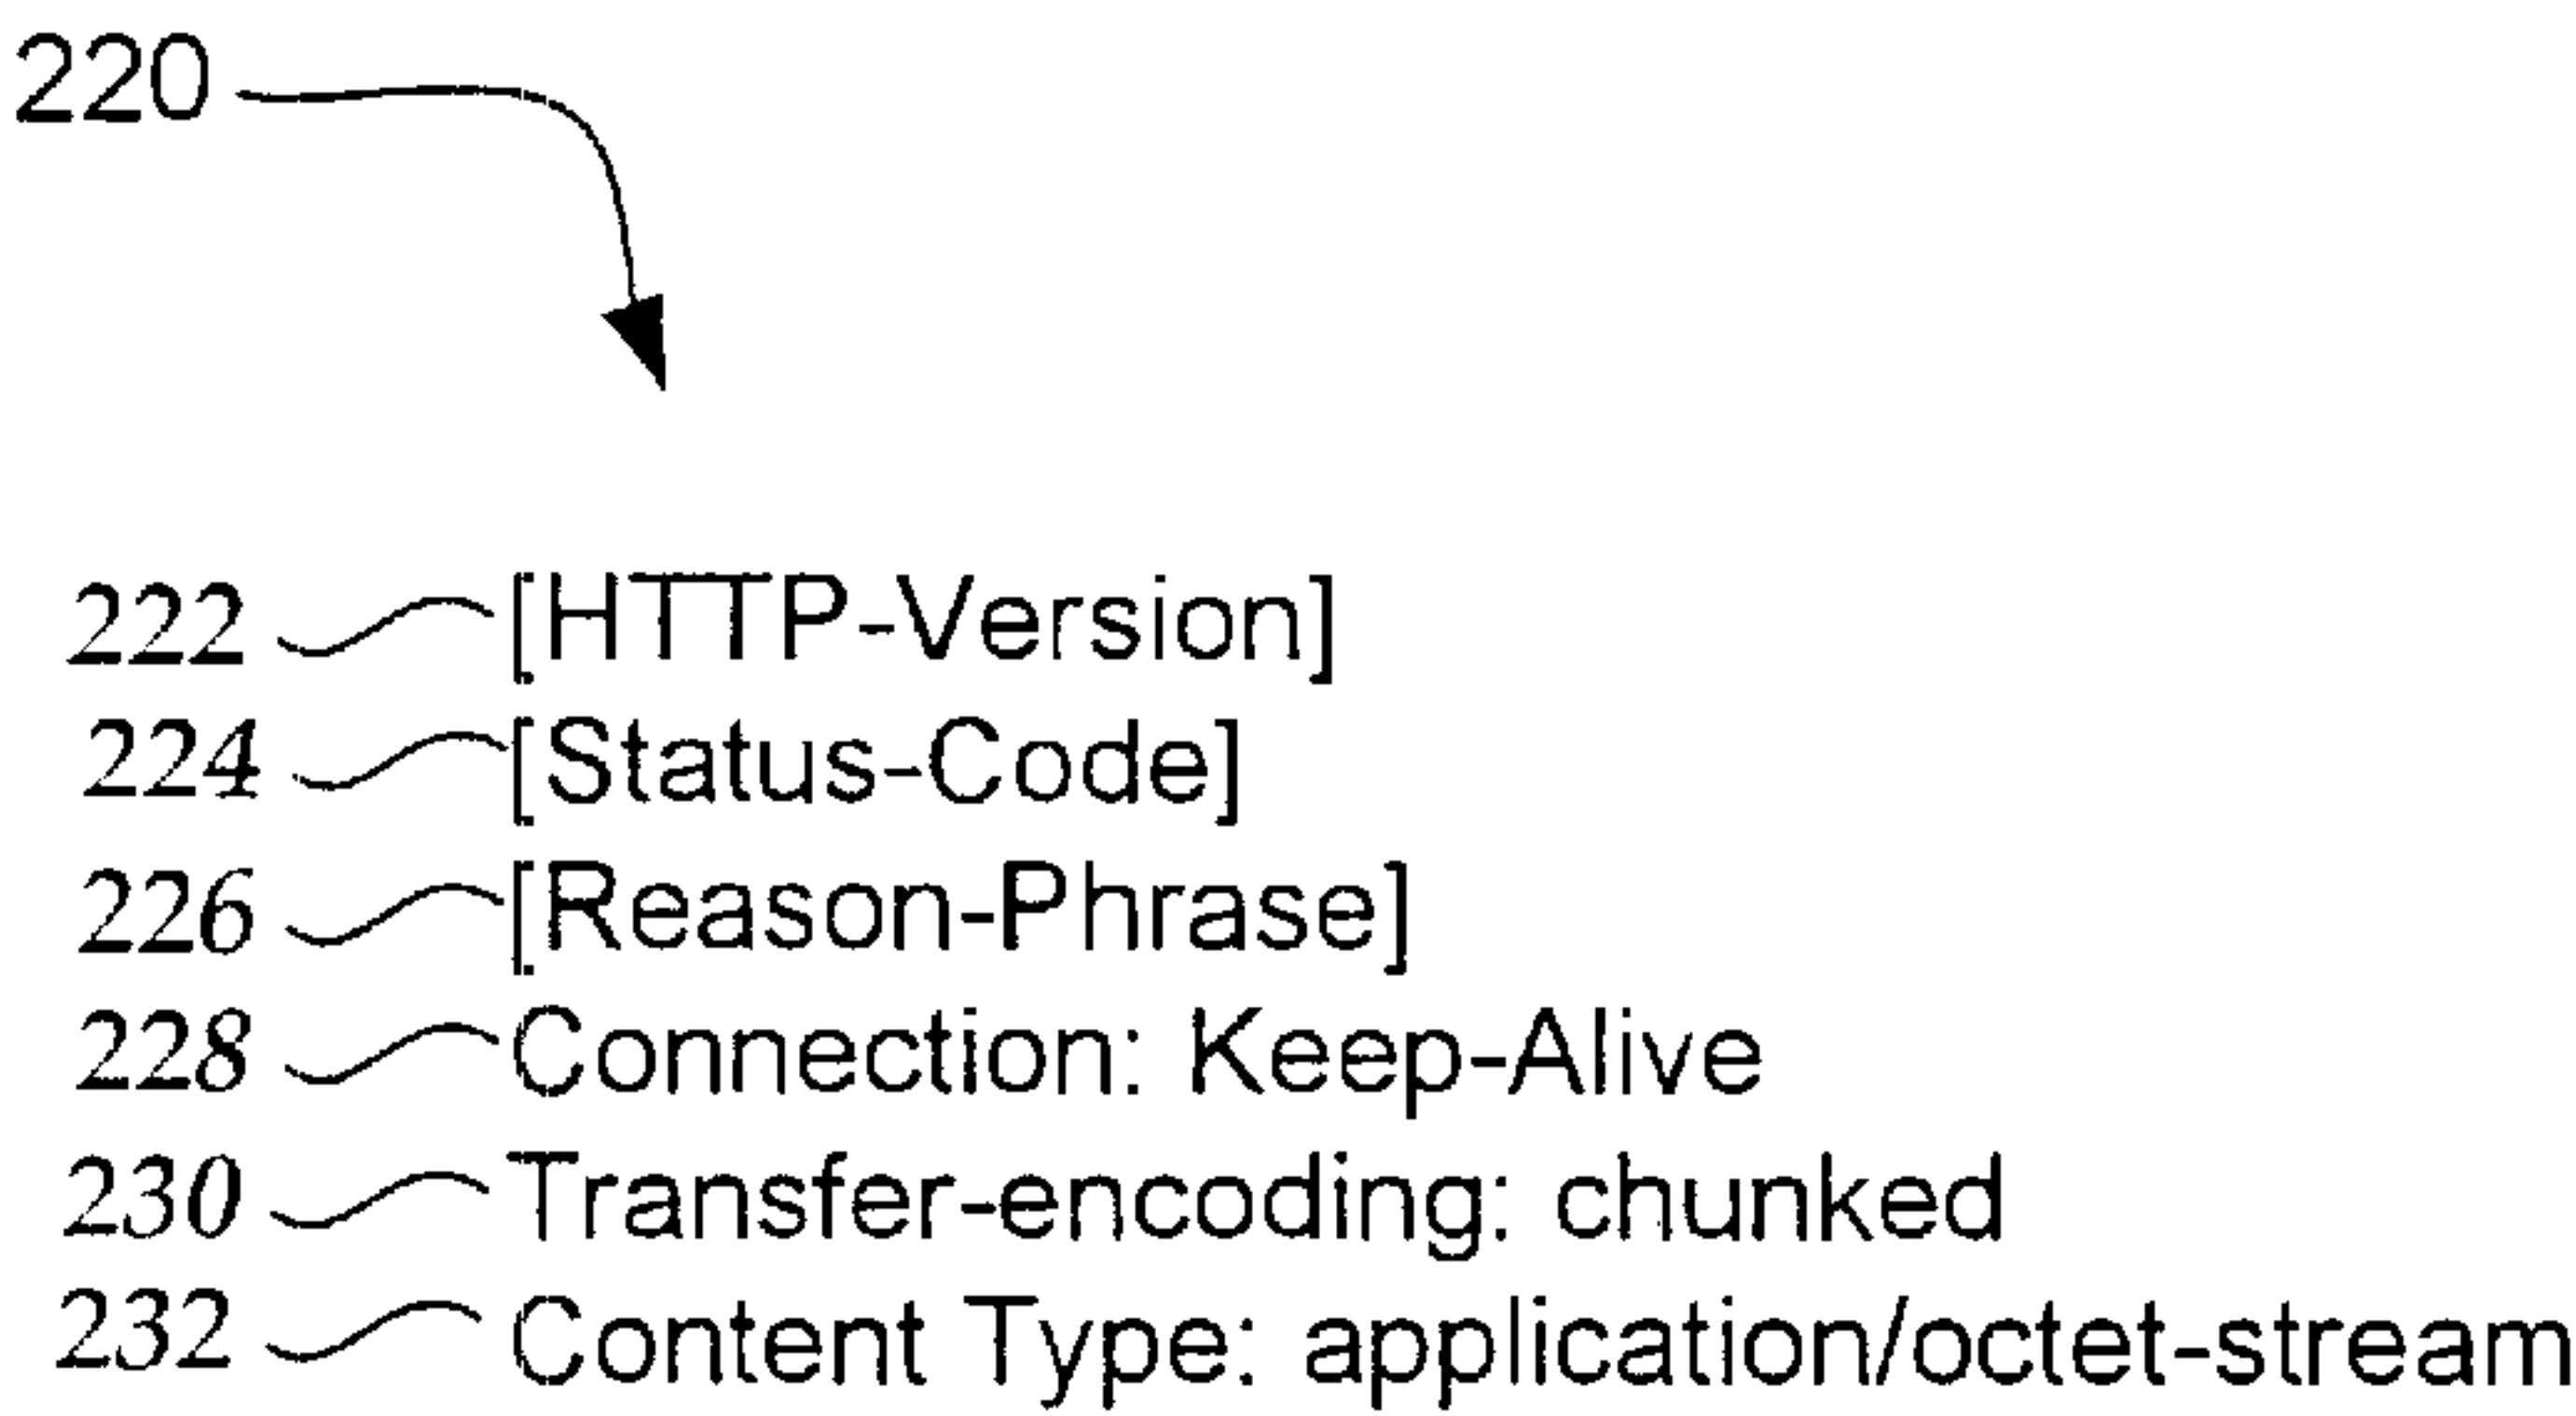 220
222 [HTTP-Version]
224 [Status-Code]
226 [Reason-Phrase]
228 Connection: Keep-Alive
230 Transfer-encoding: chunked
232 Content Type: application/octet-stream